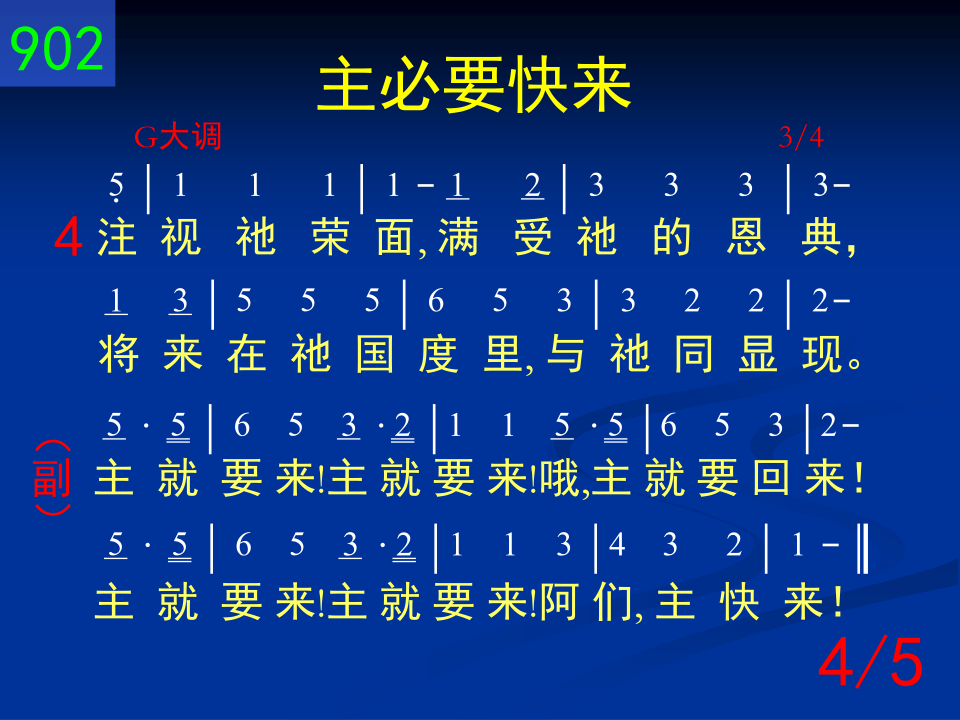 902
主必要快来
G大调 3/4
5̣ | 1 1 1 | 1 - 1 2 | 3 3 3 | 3-
4 注 视 祂 荣 面, 满 受 祂 的 恩 典，
1 3 | 5 5 5 | 6 5 3 | 3 2 2 | 2-
将 来 在 祂 国 度 里, 与 祂 同 显 现。
5 · 5 | 6 5 3 · 2 | 1 1 5 · 5 | 6 5 3 | 2-
（副） 主 就 要 来!主 就 要 来!哦,主 就 要 回 来！
5 · 5 | 6 5 3 · 2 | 1 1 3 | 4 3 2 | 1 - ‖
主 就 要 来!主 就 要 来!阿 们, 主 快 来！
4/5